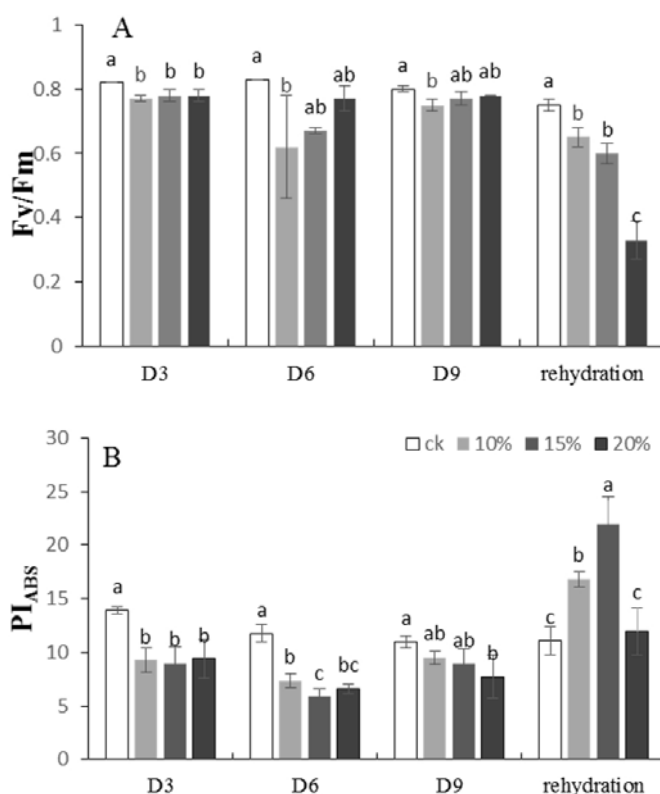 A
1
0.8
0.6
0.4
0.2
0
Fv/Fm
a b b b
a b ab ab
a b ab ab
a b b c
D3 D6 D9 rehydration
B
30
25
20
15
10
5
0
PIABS
ck 10% 15% 20%
a b b b
a b c bc
a ab ab b
c b a c
D3 D6 D9 rehydration